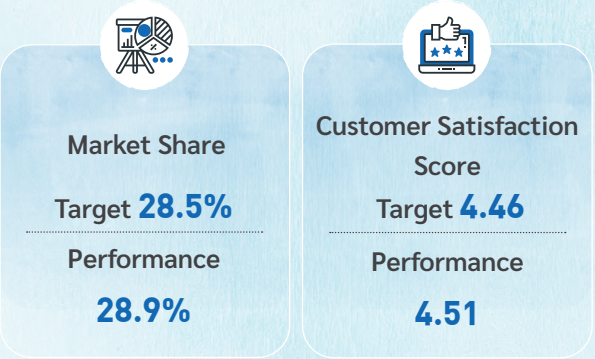 Market Share
Target 28.5%
Performance
28.9%
Customer Satisfaction
Score
Target 4.46
Performance
4.51